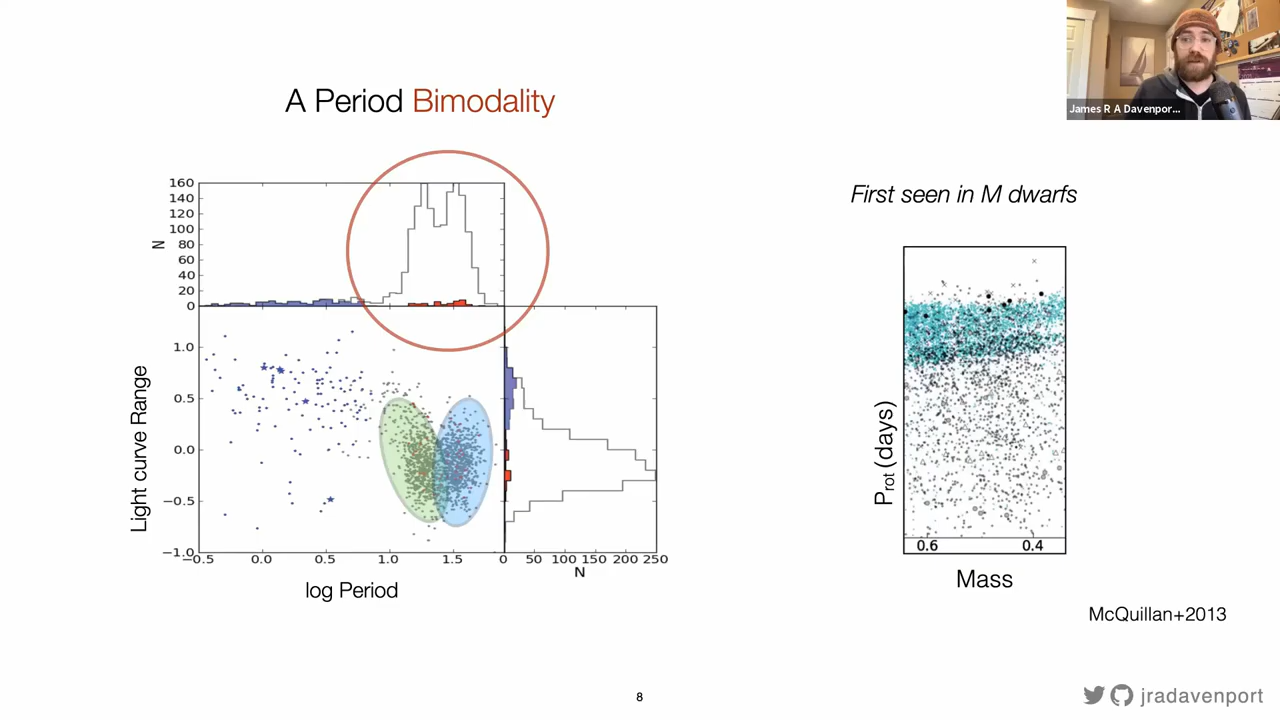 James R A Davenpor...
A Period Bimodality
First seen in M dwarfs
160
140
120
100
80
60
40
20
0
N
1.0
0.5
0.0
−0.5
−1.0
Light curve Range
−0.5 0.0 0.5 1.0 1.5 0 50 100 150 200 250
N
log Period
Prot (days)
0.6 0.4
Mass
McQuillan+2013
8
jradavenport